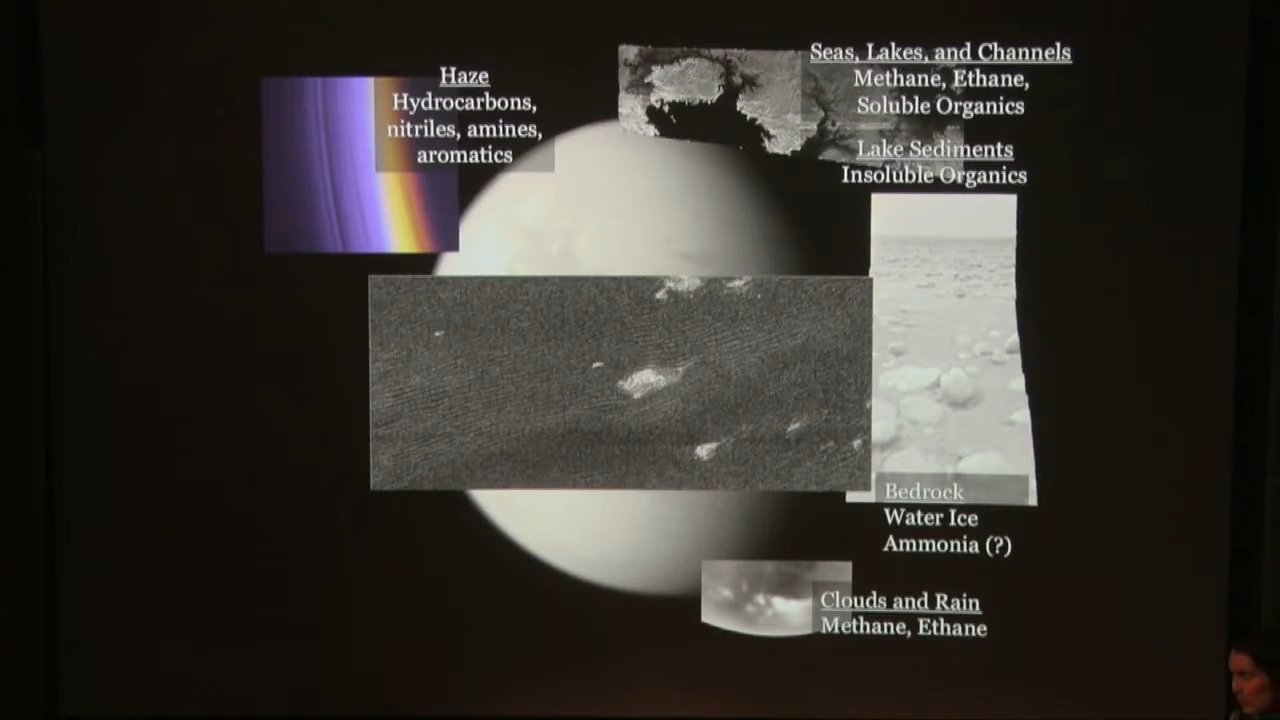 Haze
Hydrocarbons,
nitriles, amines,
aromatics
Seas, Lakes, and Channels
Methane, Ethane,
Soluble Organics
Lake Sediments
Insoluble Organics
Bedrock
Water Ice
Ammonia (?)
Clouds and Rain
Methane, Ethane